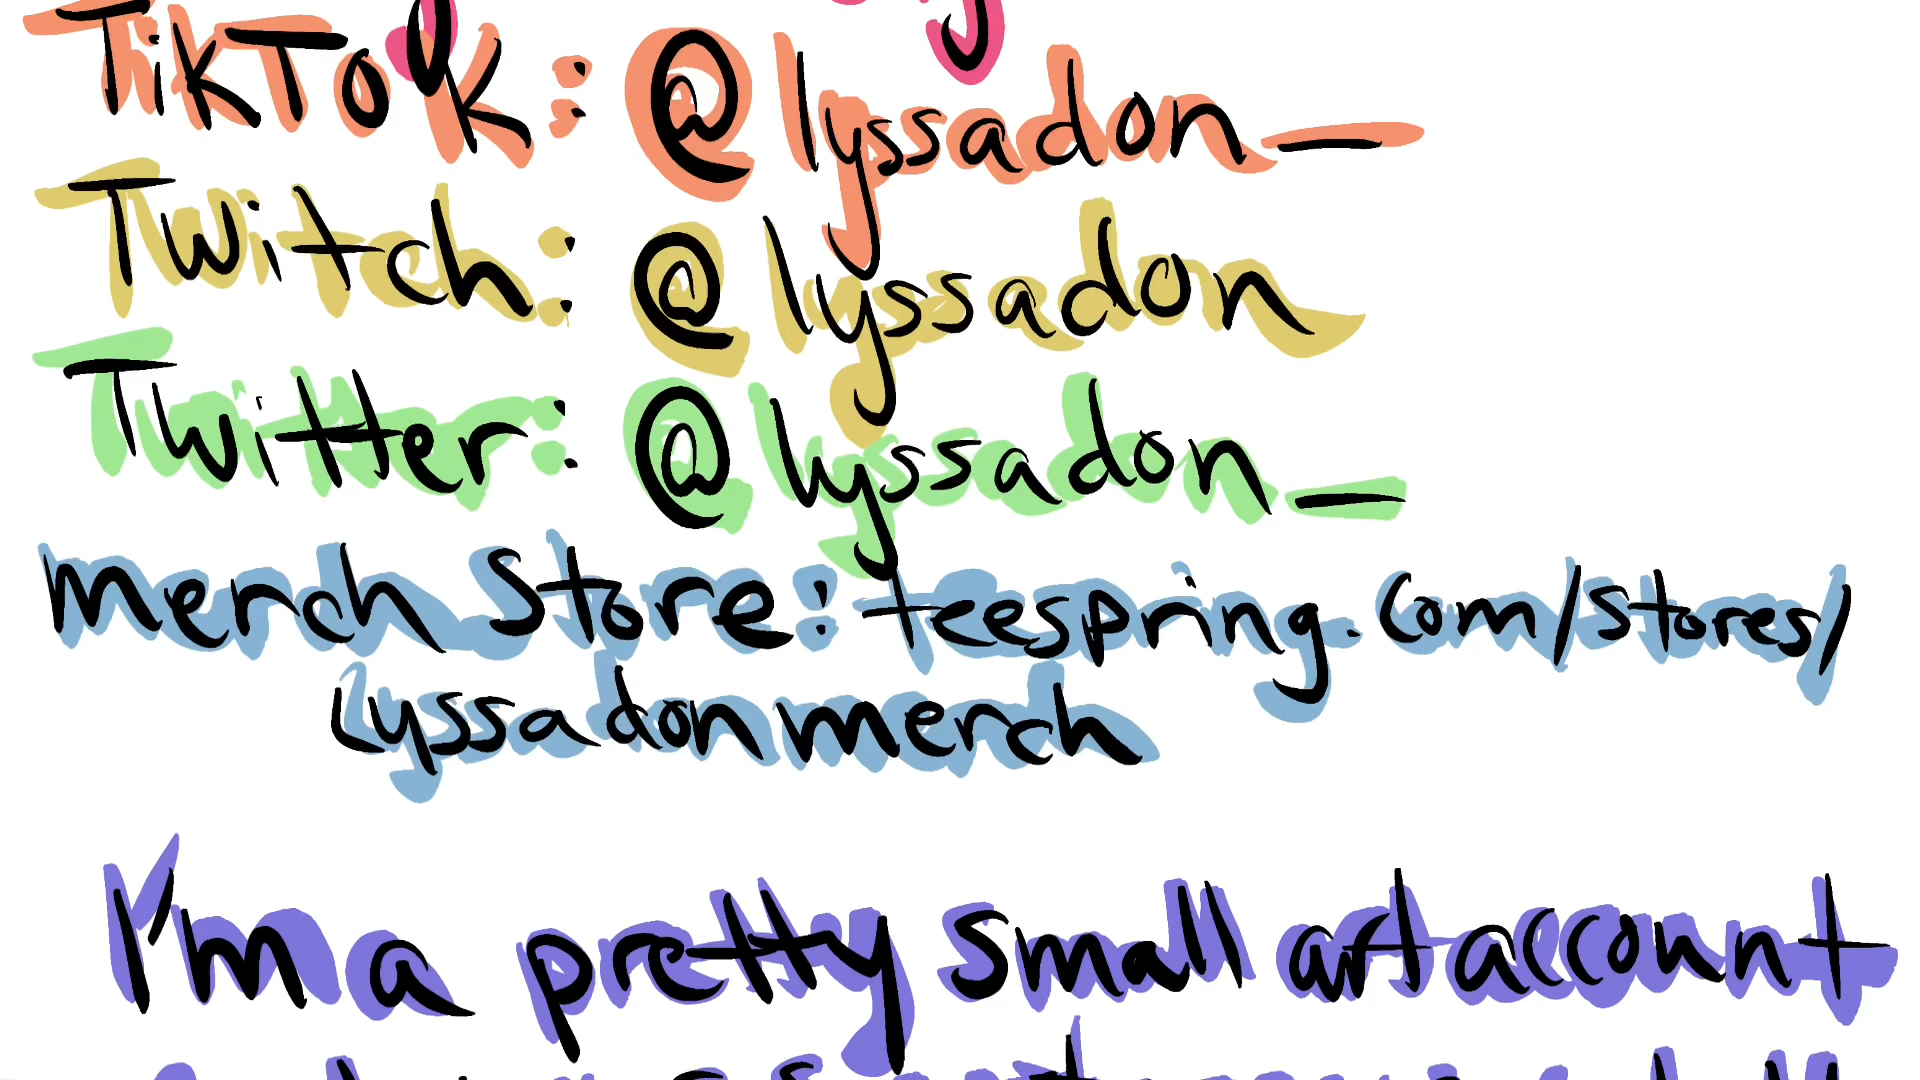 TikTok: @lyssadon_
Twitch: @lyssadon
Twitter: @lyssadon_
merch Store: teespring.com/stores/
lyssadonmerch
I'm a pretty small art account